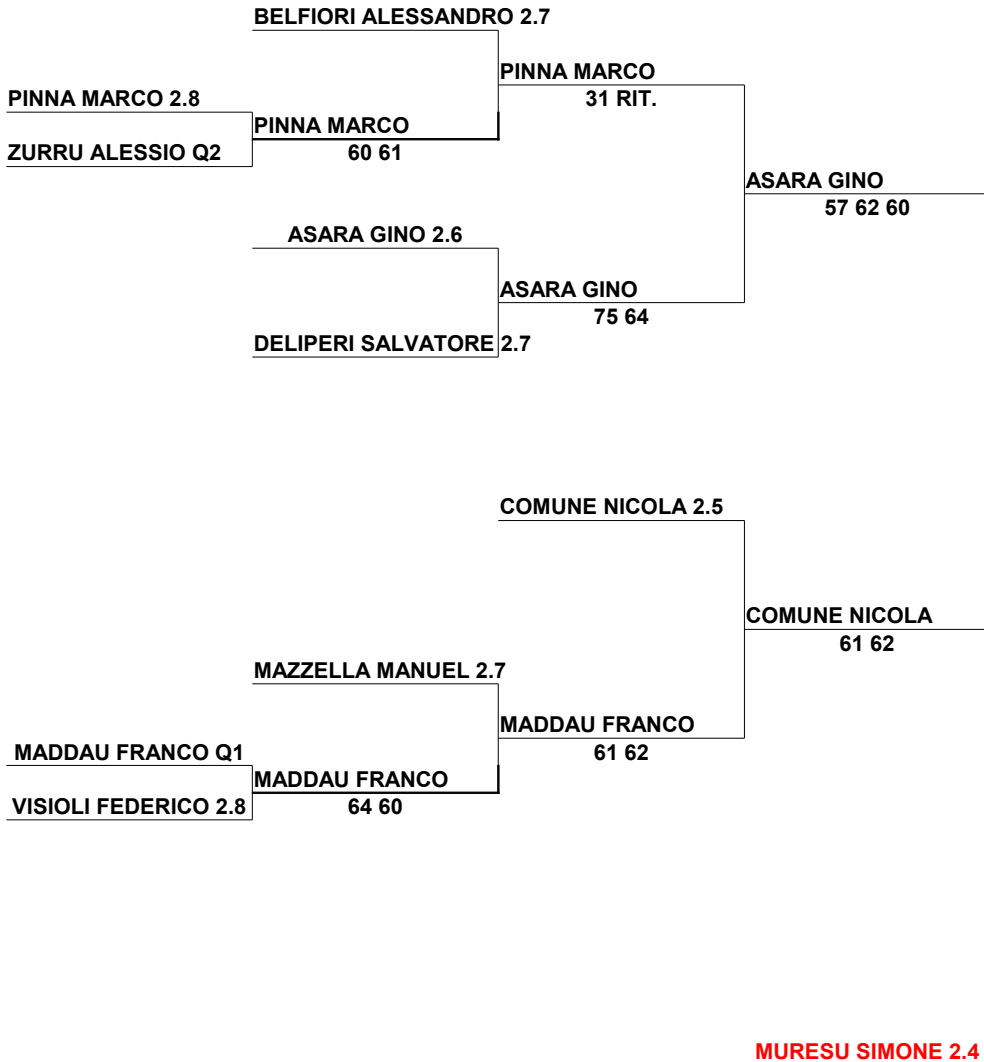 BELFIORI ALESSANDRO 2.7
PINNA MARCO
31 RIT.
PINNA MARCO 2.8
PINNA MARCO
60 61
ZURRU ALESSIO Q2
ASARA GINO
57 62 60
ASARA GINO 2.6
ASARA GINO
75 64
DELIPERI SALVATORE 2.7
COMUNE NICOLA 2.5
COMUNE NICOLA
61 62
MAZZELLA MANUEL 2.7
MADDAU FRANCO
61 62
MADDAU FRANCO Q1
MADDAU FRANCO
64 60
VISIOLI FEDERICO 2.8
MURESU SIMONE 2.4